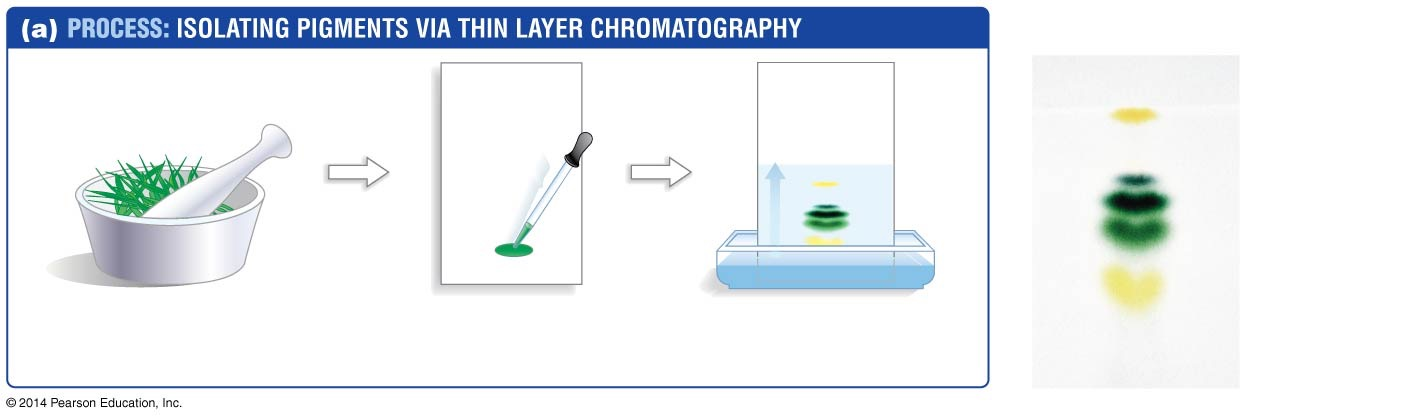 (a) PROCESS: ISOLATING PIGMENTS VIA THIN LAYER CHROMATOGRAPHY
© 2014 Pearson Education, Inc.